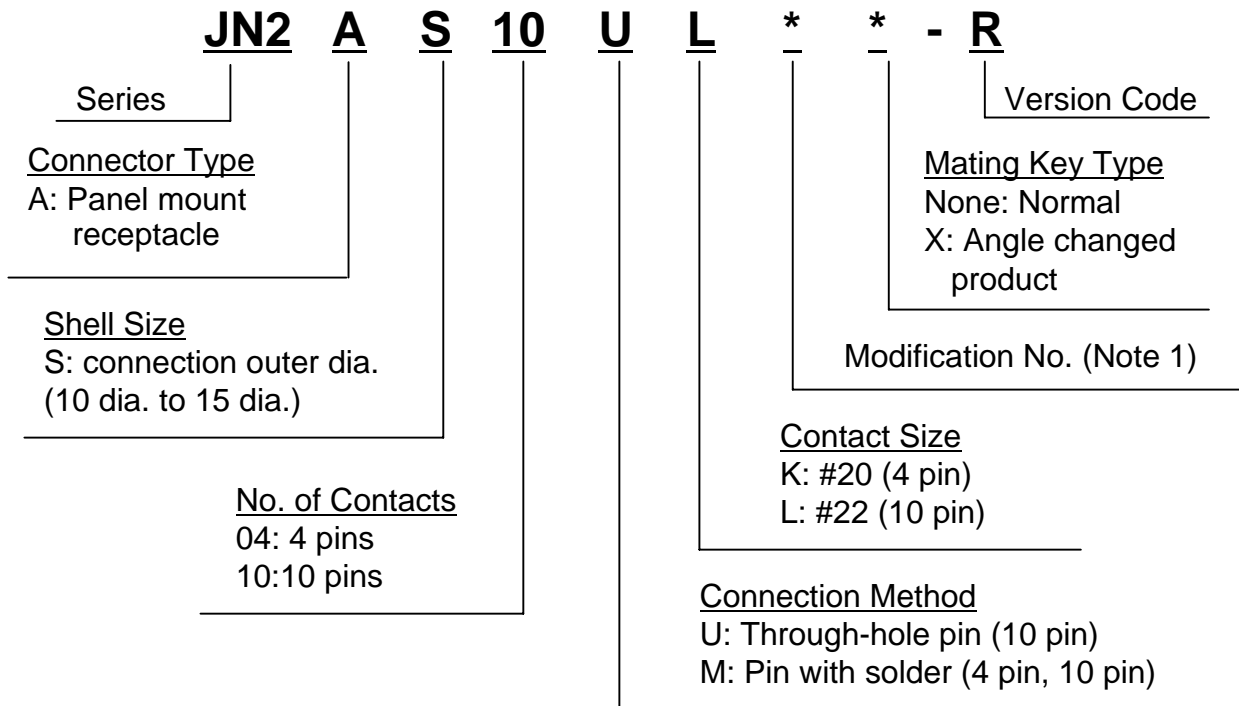 JN2 A S 10 U L * * - R
Series
Version Code
Connector Type
A: Panel mount
receptacle
Mating Key Type
None: Normal
X: Angle changed
product
Shell Size
S: connection outer dia.
(10 dia. to 15 dia.)
Modification No. (Note 1)
Contact Size
K: #20 (4 pin)
L: #22 (10 pin)
No. of Contacts
04: 4 pins
10:10 pins
Connection Method
U: Through-hole pin (10 pin)
M: Pin with solder (4 pin, 10 pin)